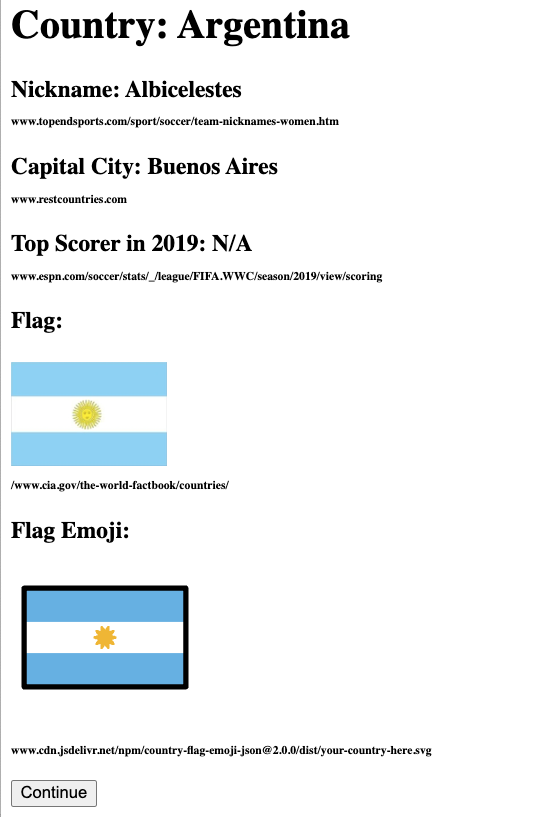 Country: Argentina
Nickname: Albicelestes
www.topendsports.com/sport/soccer/team-nicknames-women.htm
Capital City: Buenos Aires
www.restcountries.com
Top Scorer in 2019: N/A
www.espn.com/soccer/stats/_/league/FIFA.WWC/season/2019/view/scoring
Flag:
/www.cia.gov/the-world-factbook/countries/
Flag Emoji:
www.cdn.jsdelivr.net/npm/country-flag-emoji-json@2.0.0/dist/your-country-here.svg
Continue